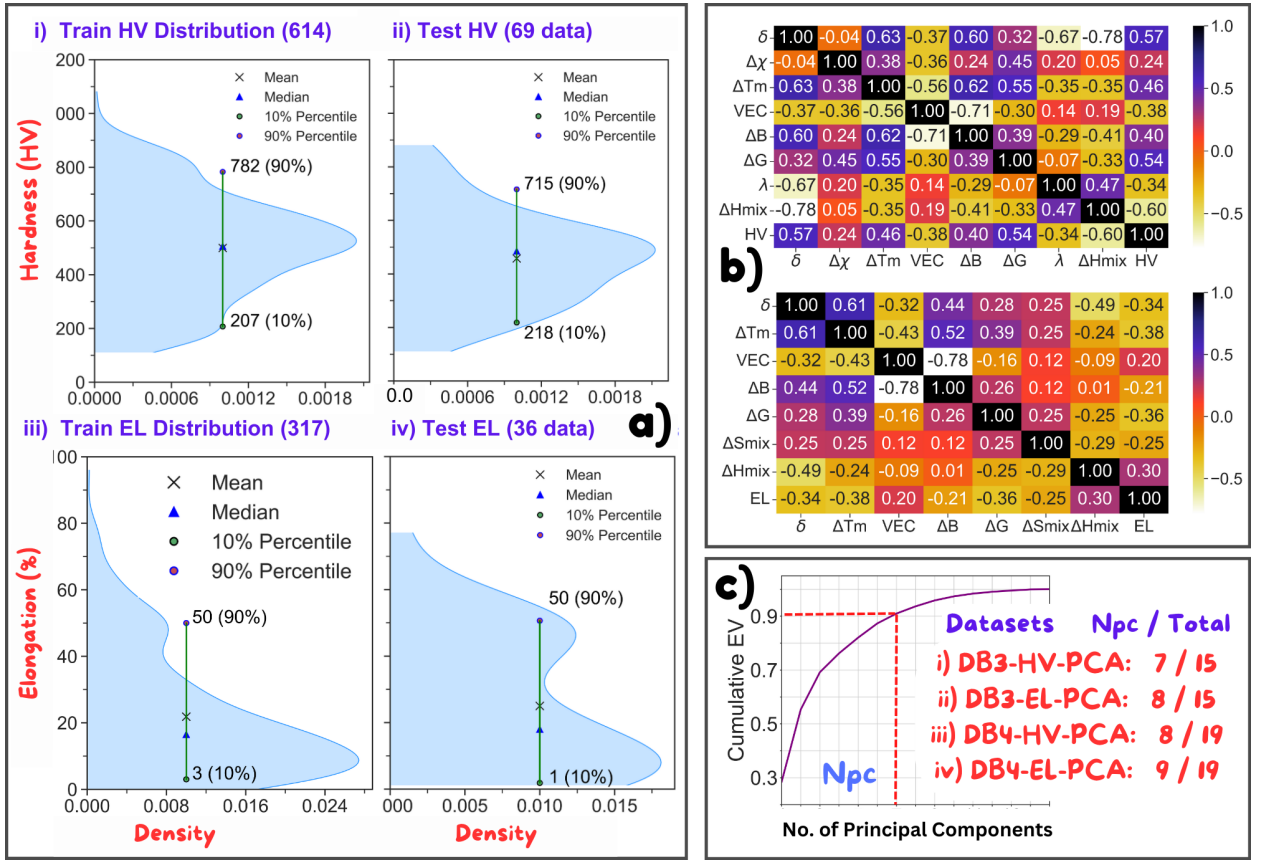 i) Train HV Distribution (614)
200
000
800
600
400
200
0
Hardness (HV)
Mean
Median
10% Percentile
90% Percentile
782 (90%)
207 (10%)
0.0000 0.0006 0.0012 0.0018
ii) Test HV (69 data)
Mean
Median
10% Percentile
90% Percentile
715 (90%)
218 (10%)
0.0 0.0006 0.0012 0.0018
a)
iii) Train EL Distribution (317)
00
80
60
40
20
0
Elongation (%)
Mean
Median
10% Percentile
90% Percentile
50 (90%)
3 (10%)
0.000 0.008 0.016 0.024
Density
iv) Test EL (36 data)
Mean
Median
10% Percentile
90% Percentile
50 (90%)
1 (10%)
0.000 0.005 0.010 0.015
Density
b)
δ 1.00 -0.04 0.63 -0.37 0.60 0.32 -0.67 -0.78 0.57
Δχ -0.04 1.00 0.38 -0.36 0.24 0.45 0.20 0.05 0.24
ΔTm 0.63 0.38 1.00 -0.56 0.62 0.55 -0.35 -0.35 0.46
VEC -0.37 -0.36 -0.56 1.00 -0.71 -0.30 0.14 0.19 -0.38
ΔB 0.60 0.24 0.62 -0.71 1.00 0.39 -0.29 -0.41 0.40
ΔG 0.32 0.45 0.55 -0.30 0.39 1.00 -0.07 -0.33 0.54
λ -0.67 0.20 -0.35 0.14 -0.29 -0.07 1.00 0.47 -0.34
ΔHmix -0.78 0.05 -0.35 0.19 -0.41 -0.33 0.47 1.00 -0.60
HV 0.57 0.24 0.46 -0.38 0.40 0.54 -0.34 -0.60 1.00
δ Δχ ΔTm VEC ΔB ΔG λ ΔHmix HV
1.0
0.5
0.0
−0.5
δ 1.00 0.61 -0.32 0.44 0.28 0.25 -0.49 -0.34
ΔTm 0.61 1.00 -0.43 0.52 0.39 0.25 -0.24 -0.38
VEC -0.32 -0.43 1.00 -0.78 -0.16 0.12 -0.09 0.20
ΔB 0.44 0.52 -0.78 1.00 0.26 0.12 0.01 -0.21
ΔG 0.28 0.39 -0.16 0.26 1.00 0.25 -0.25 -0.36
ΔSmix 0.25 0.25 0.12 0.12 0.25 1.00 -0.29 -0.25
ΔHmix -0.49 -0.24 -0.09 0.01 -0.25 -0.29 1.00 0.30
EL -0.34 -0.38 0.20 -0.21 -0.36 -0.25 0.30 1.00
δ ΔTm VEC ΔB ΔG ΔSmix ΔHmix EL
1.0
0.5
0.0
−0.5
c)
0.9
0.7
0.5
0.3
Cumulative EV
Npc
No. of Principal Components
Datasets Npc / Total
i) DB3-HV-PCA: 7 / 15
ii) DB3-EL-PCA: 8 / 15
iii) DB4-HV-PCA: 8 / 19
iv) DB4-EL-PCA: 9 / 19